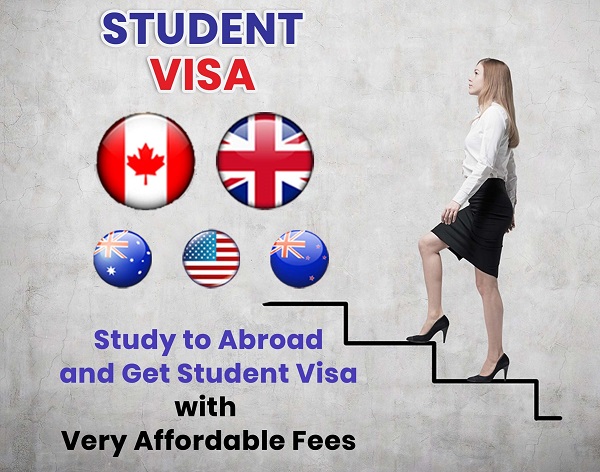 STUDENT
VISA
Study to Abroad
and Get Student Visa
with
Very Affordable Fees